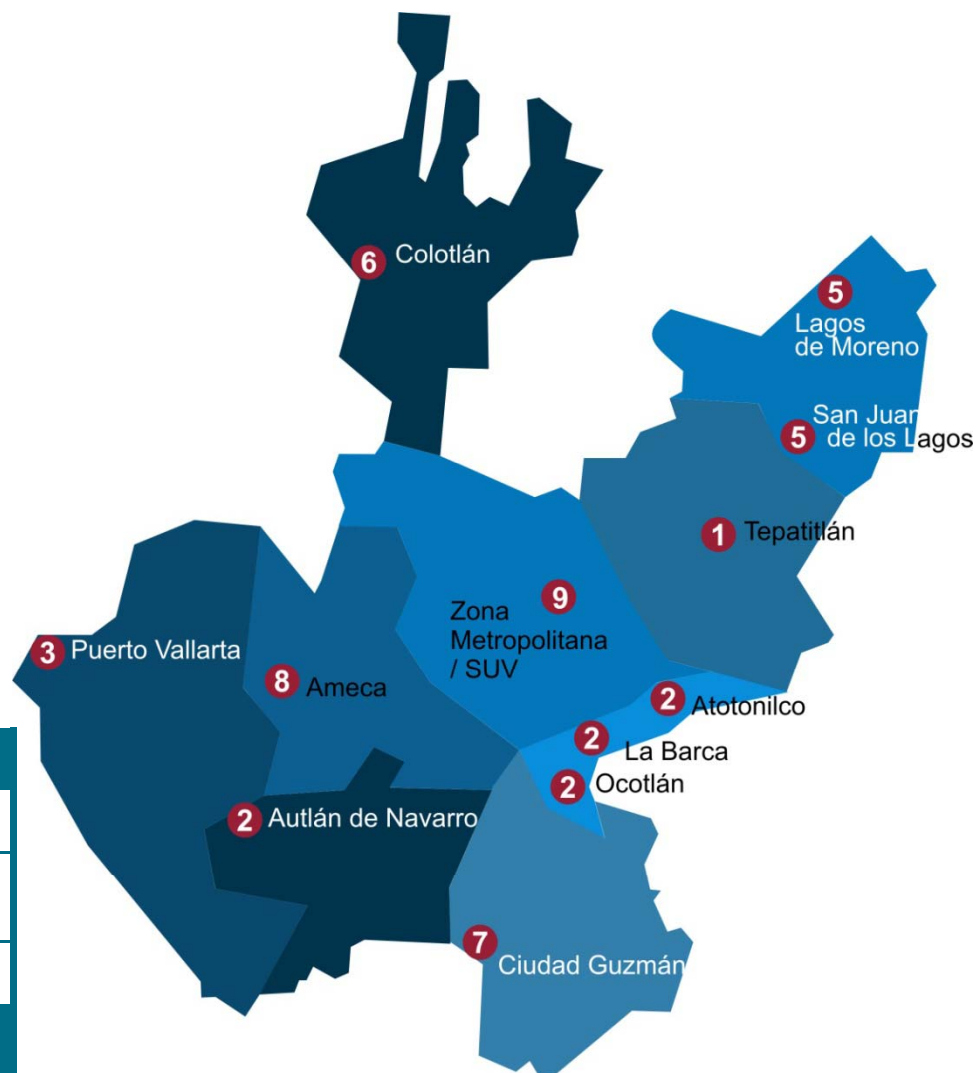 6 Colotlán
5
Lagos
de Moreno
5 San Juan
de los Lagos
1 Tepatitlán
9
Zona
Metropolitana
/ SUV
3 Puerto Vallarta
8 Ameca
2 Atotonilco
2 La Barca
2 Ocotlán
2 Autlán de Navarro
7 Ciudad Guzmán